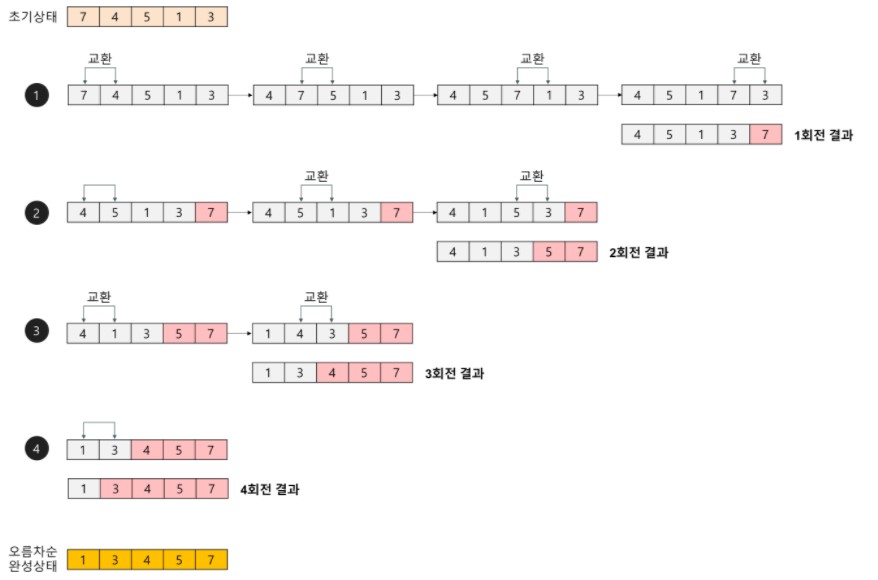 초기상태 7 4 5 1 3
교환 교환 교환 교환
1 7 4 5 1 3 4 7 5 1 3 4 5 7 1 3 4 5 1 7 3
4 5 1 3 7 1회전 결과
교환 교환
2 4 5 1 3 7 4 5 1 3 7 4 1 5 3 7
4 1 3 5 7 2회전 결과
교환 교환
3 4 1 3 5 7 1 4 3 5 7
1 3 4 5 7 3회전 결과
4 1 3 4 5 7
1 3 4 5 7 4회전 결과
오름차순
완성상태 1 3 4 5 7